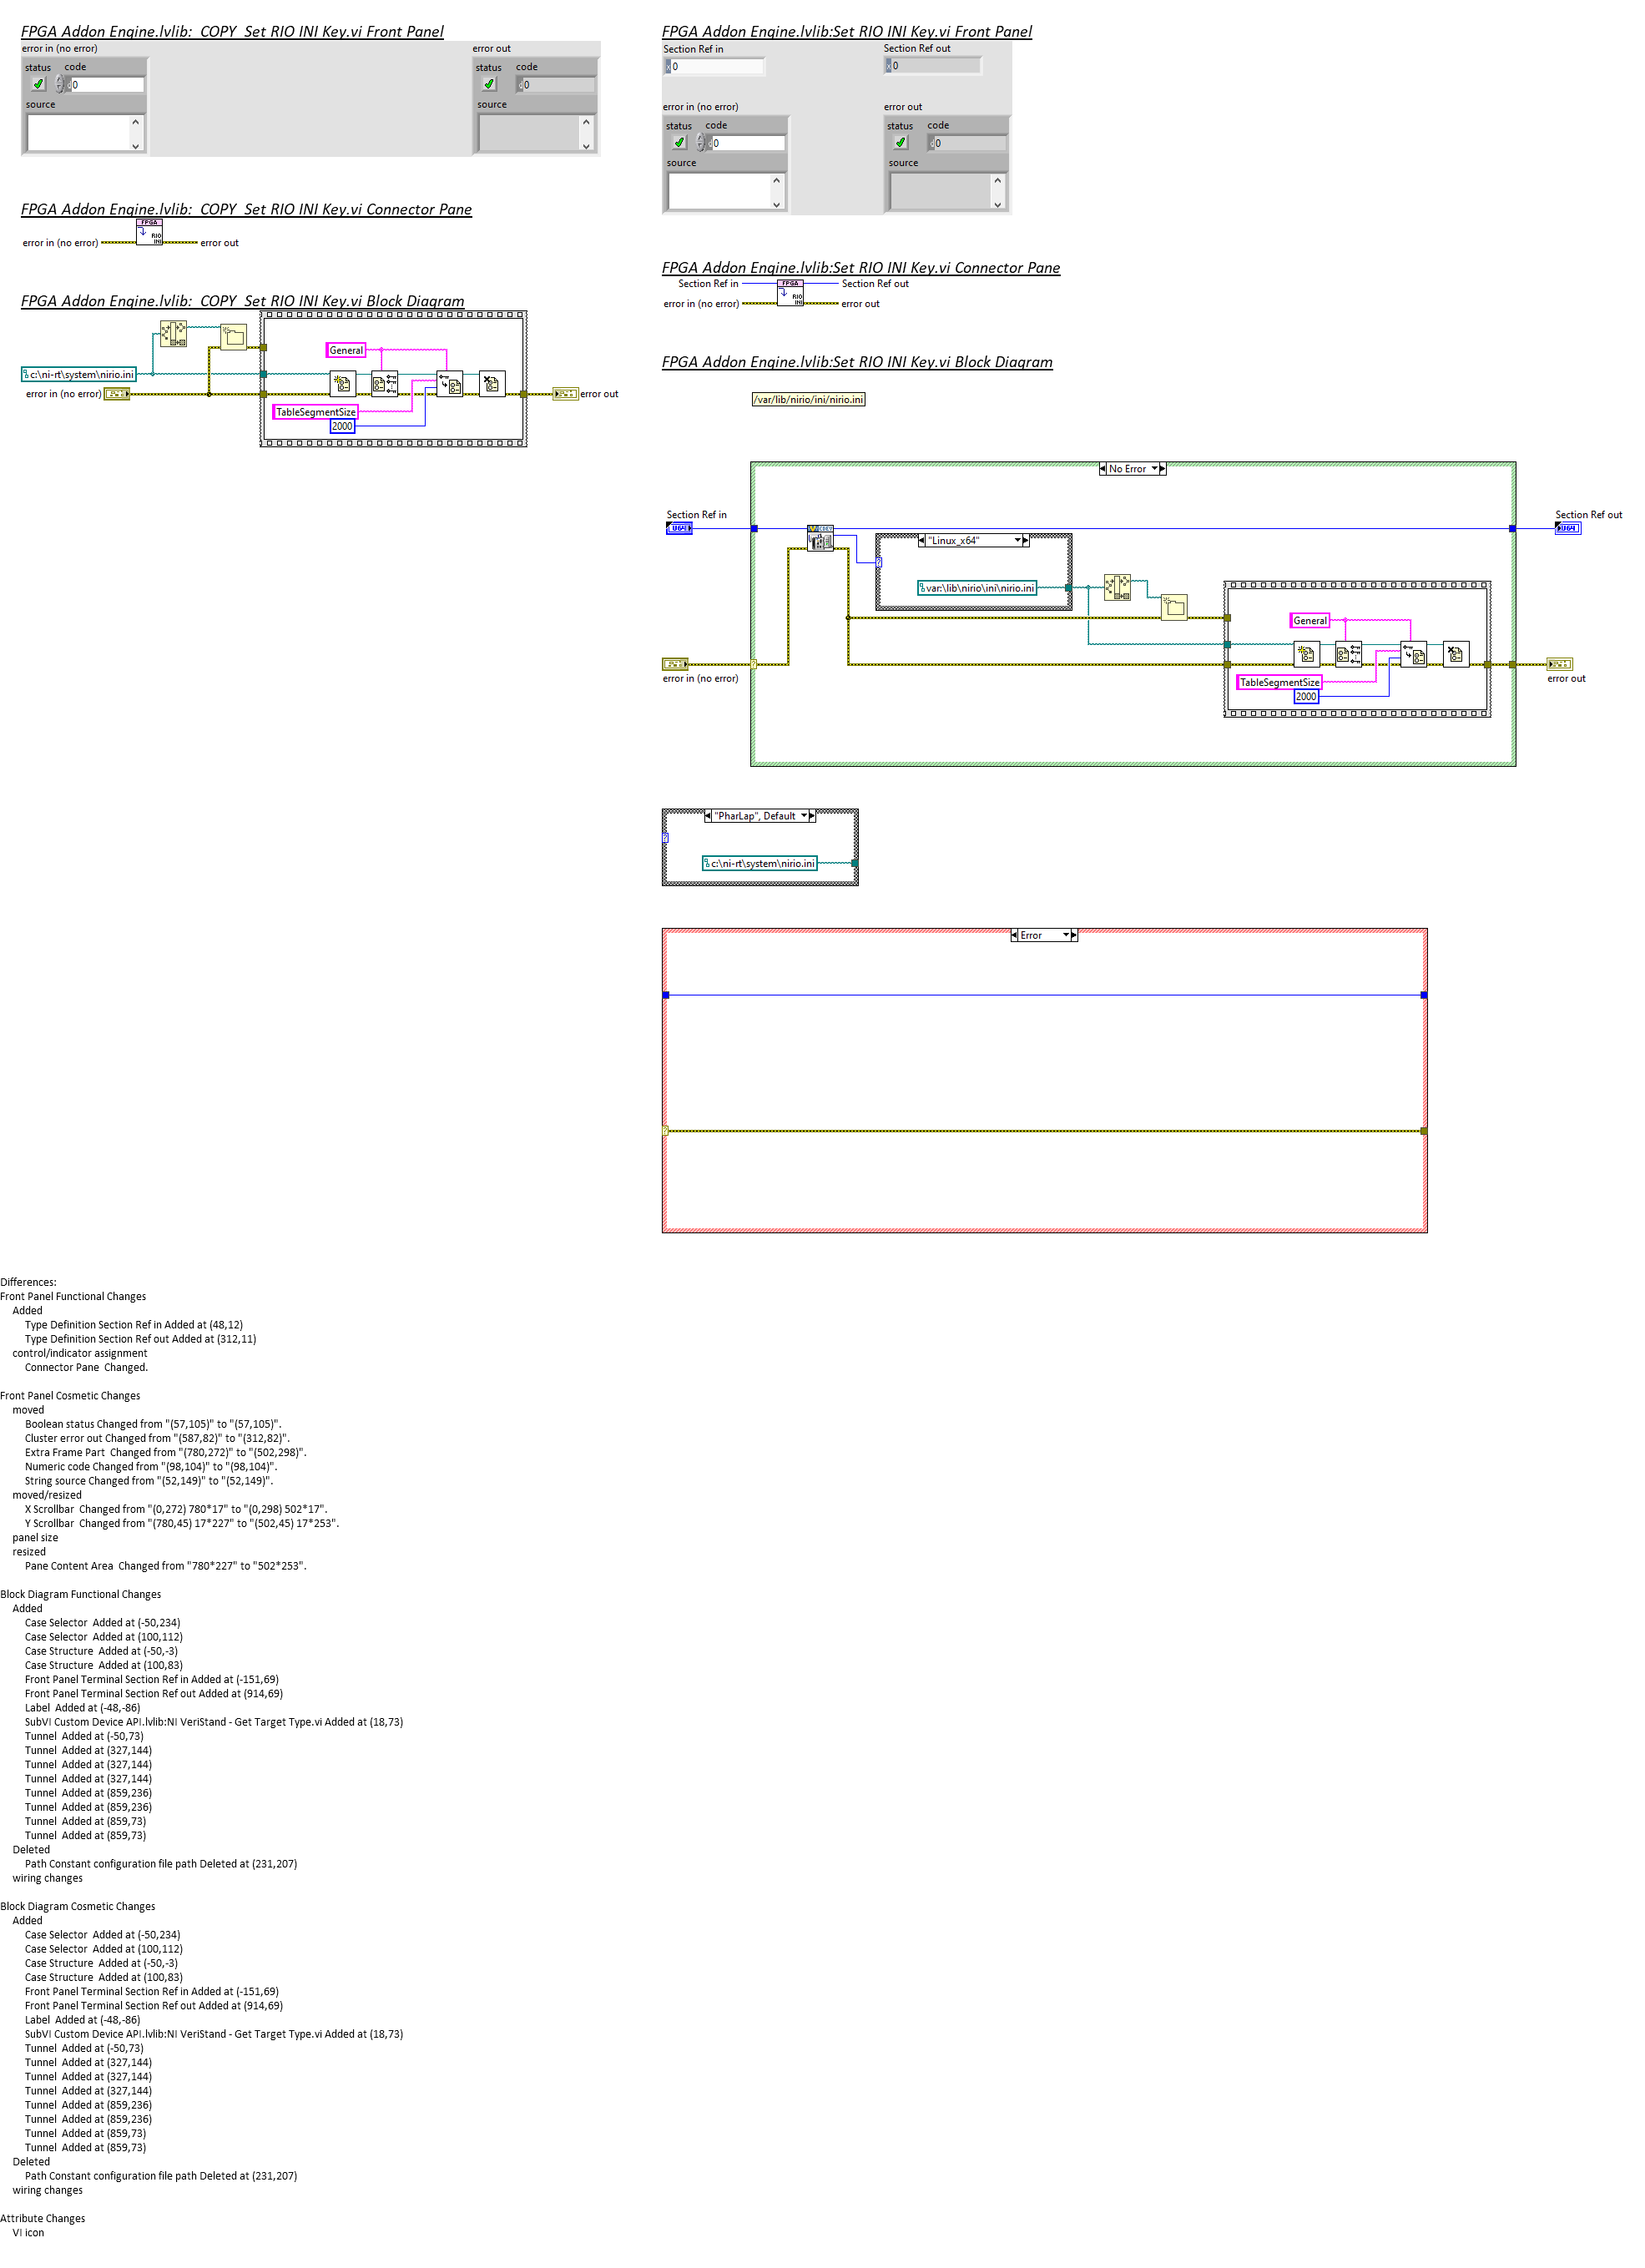 FPGA Addon Engine.lvlib:  COPY  Set RIO INI Key.vi Front Panel
error in (no error)
error out
status
code
0
source
status
code
0
source
FPGA Addon Engine.lvlib:  COPY  Set RIO INI Key.vi Connector Pane
error in (no error)
FPGA
RIO
INI
error out
FPGA Addon Engine.lvlib:  COPY  Set RIO INI Key.vi Block Diagram
General
c:\ni-rt\system\nirio.ini
error in (no error)
error out
TableSegmentSize
2000
FPGA Addon Engine.lvlib:Set RIO INI Key.vi Front Panel
Section Ref in
Section Ref out
x 0
x 0
error in (no error)
error out
status
code
0
source
status
code
0
source
FPGA Addon Engine.lvlib:Set RIO INI Key.vi Connector Pane
Section Ref in
FPGA
Section Ref out
error in (no error)
RIO
INI
error out
FPGA Addon Engine.lvlib:Set RIO INI Key.vi Block Diagram
/var/lib/nirio/ini/nirio.ini
No Error
Section Ref in
Section Ref out
U64
U64
"Linux_x64"
?
var:\lib\nirio\ini\nirio.ini
General
?
error in (no error)
error out
TableSegmentSize
2000
"PharLap", Default
?
c:\ni-rt\system\nirio.ini
Error
?
Differences:
Front Panel Functional Changes
Added
Type Definition Section Ref in Added at (48,12)
Type Definition Section Ref out Added at (312,11)
control/indicator assignment
Connector Pane  Changed.
Front Panel Cosmetic Changes
moved
Boolean status Changed from "(57,105)" to "(57,105)".
Cluster error out Changed from "(587,82)" to "(312,82)".
Extra Frame Part  Changed from "(780,272)" to "(502,298)".
Numeric code Changed from "(98,104)" to "(98,104)".
String source Changed from "(52,149)" to "(52,149)".
moved/resized
X Scrollbar  Changed from "(0,272) 780*17" to "(0,298) 502*17".
Y Scrollbar  Changed from "(780,45) 17*227" to "(502,45) 17*253".
panel size
resized
Pane Content Area  Changed from "780*227" to "502*253".
Block Diagram Functional Changes
Added
Case Selector  Added at (-50,234)
Case Selector  Added at (100,112)
Case Structure  Added at (-50,-3)
Case Structure  Added at (100,83)
Front Panel Terminal Section Ref in Added at (-151,69)
Front Panel Terminal Section Ref out Added at (914,69)
Label  Added at (-48,-86)
SubVI Custom Device API.lvlib:NI VeriStand - Get Target Type.vi Added at (18,73)
Tunnel  Added at (-50,73)
Tunnel  Added at (327,144)
Tunnel  Added at (327,144)
Tunnel  Added at (327,144)
Tunnel  Added at (859,236)
Tunnel  Added at (859,236)
Tunnel  Added at (859,73)
Tunnel  Added at (859,73)
Deleted
Path Constant configuration file path Deleted at (231,207)
wiring changes
Block Diagram Cosmetic Changes
Added
Case Selector  Added at (-50,234)
Case Selector  Added at (100,112)
Case Structure  Added at (-50,-3)
Case Structure  Added at (100,83)
Front Panel Terminal Section Ref in Added at (-151,69)
Front Panel Terminal Section Ref out Added at (914,69)
Label  Added at (-48,-86)
SubVI Custom Device API.lvlib:NI VeriStand - Get Target Type.vi Added at (18,73)
Tunnel  Added at (-50,73)
Tunnel  Added at (327,144)
Tunnel  Added at (327,144)
Tunnel  Added at (327,144)
Tunnel  Added at (859,236)
Tunnel  Added at (859,236)
Tunnel  Added at (859,73)
Tunnel  Added at (859,73)
Deleted
Path Constant configuration file path Deleted at (231,207)
wiring changes
Attribute Changes
VI icon